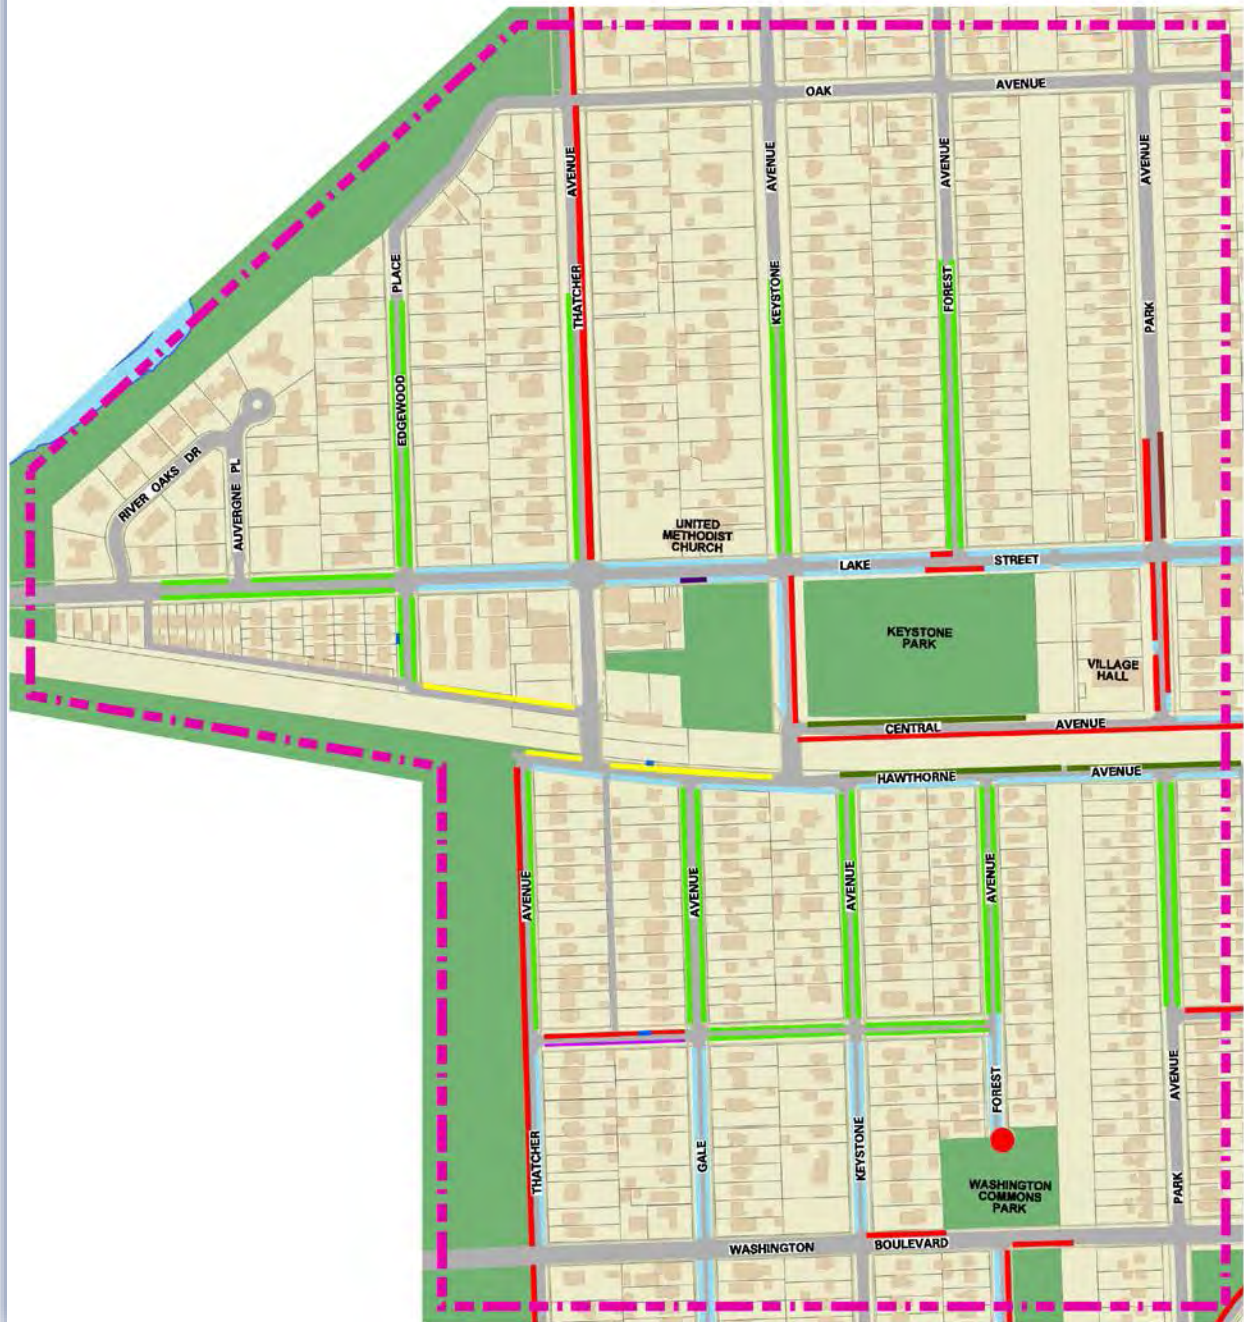 OAK
AVENUE
AVENUE
AVENUE
AVENUE
AVENUE
PLACE
THATCHER
KEYSTONE
FOREST
PARK
EDGEWOOD
RIVER OAKS DR
AUVERGNE PL
UNITED
METHODIST
CHURCH
LAKE
STREET
KEYSTONE
PARK
VILLAGE
HALL
CENTRAL
AVENUE
HAWTHORNE
AVENUE
AVENUE
AVENUE
AVENUE
AVENUE
AVENUE
FOREST
THATCHER
GALE
KEYSTONE
PARK
WASHINGTON
COMMONS
PARK
WASHINGTON
BOULEVARD